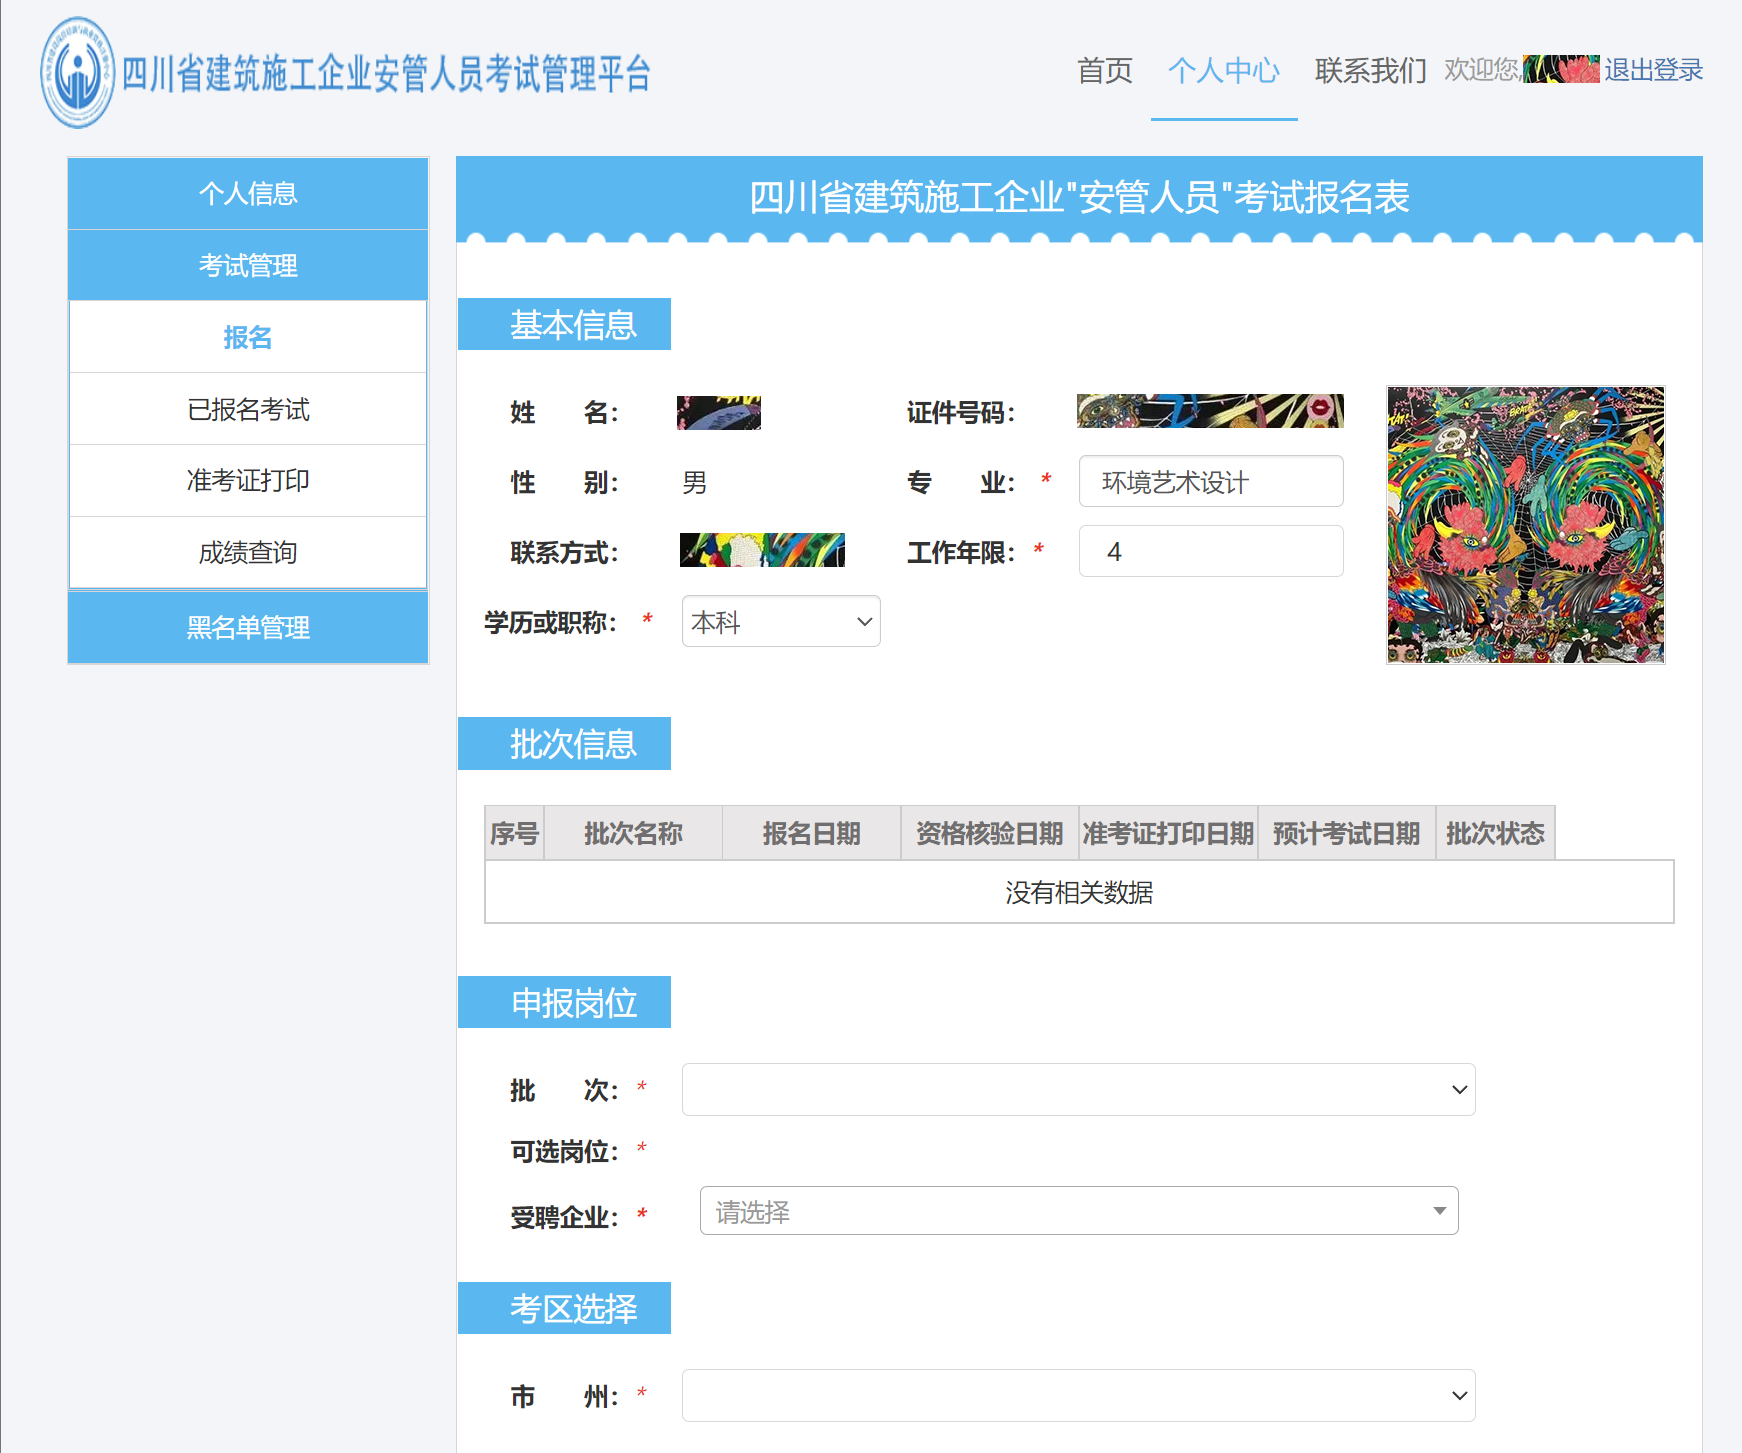 四川省建筑施工企业安管人员考试管理平台
首页 个人中心 联系我们 欢迎您, 退出登录
个人信息
考试管理
报名
已报名考试
准考证打印
成绩查询
黑名单管理
四川省建筑施工企业"安管人员"考试报名表
基本信息
姓 名： 证件号码：
性 别： 男 专 业： * 环境艺术设计
联系方式： 工作年限： * 4
学历或职称： * 本科
批次信息
序号 批次名称 报名日期 资格核验日期 准考证打印日期 预计考试日期 批次状态
没有相关数据
申报岗位
批 次： *
可选岗位： *
受聘企业： * 请选择
考区选择
市 州： *